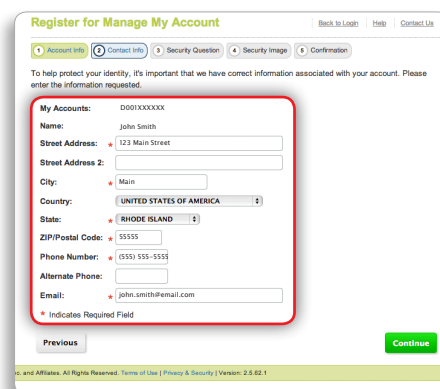 Register for Manage My Account
Back to Login | Help | Contact Us
1 Account Info 2 Contact Info 3 Security Question 4 Security Image 5 Confirmation
To help protect your identity, it's important that we have correct information associated with your account. Please
enter the information requested.
My Accounts: D001XXXXXX
Name: John Smith
Street Address: * 123 Main Street
Street Address 2:
City: * Main
Country: UNITED STATES OF AMERICA
State: * RHODE ISLAND
ZIP/Postal Code: * 55555
Phone Number: * (555) 555-5555
Alternate Phone:
Email: * john.smith@email.com
* Indicates Required Field
Previous Continue
nc. and Affiliates. All Rights Reserved. Terms of Use | Privacy & Security | Version: 2.5.62.1